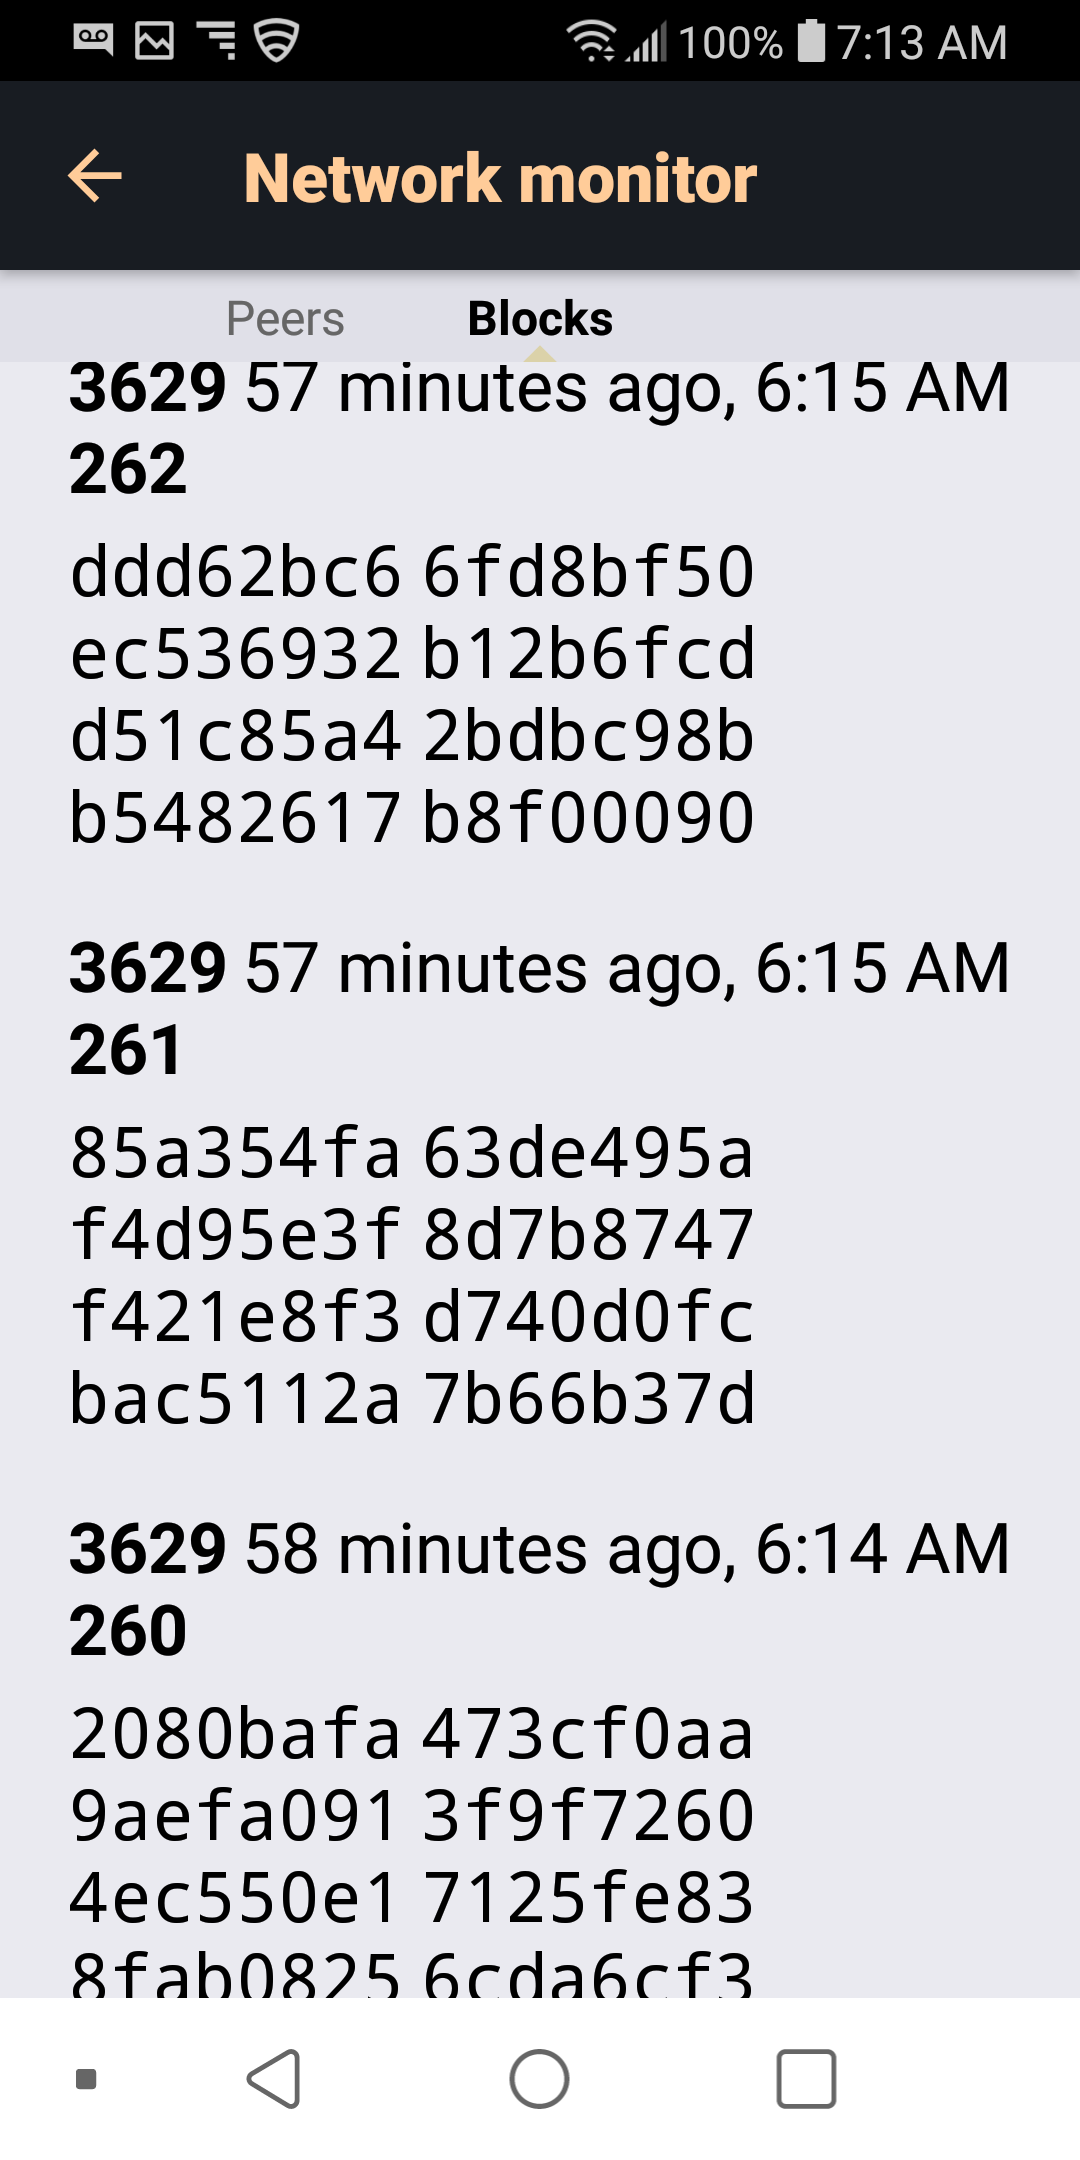 100% 7:13 AM
Network monitor
Peers Blocks
3629 57 minutes ago, 6:15 AM
262
ddd62bc6 6fd8bf50
ec536932 b12b6fcd
d51c85a4 2bdbc98b
b5482617 b8f00090
3629 57 minutes ago, 6:15 AM
261
85a354fa 63de495a
f4d95e3f 8d7b8747
f421e8f3 d740d0fc
bac5112a 7b66b37d
3629 58 minutes ago, 6:14 AM
260
2080bafa 473cf0aa
9aefa091 3f9f7260
4ec550e1 7125fe83
8fab0825 6cda6cf3